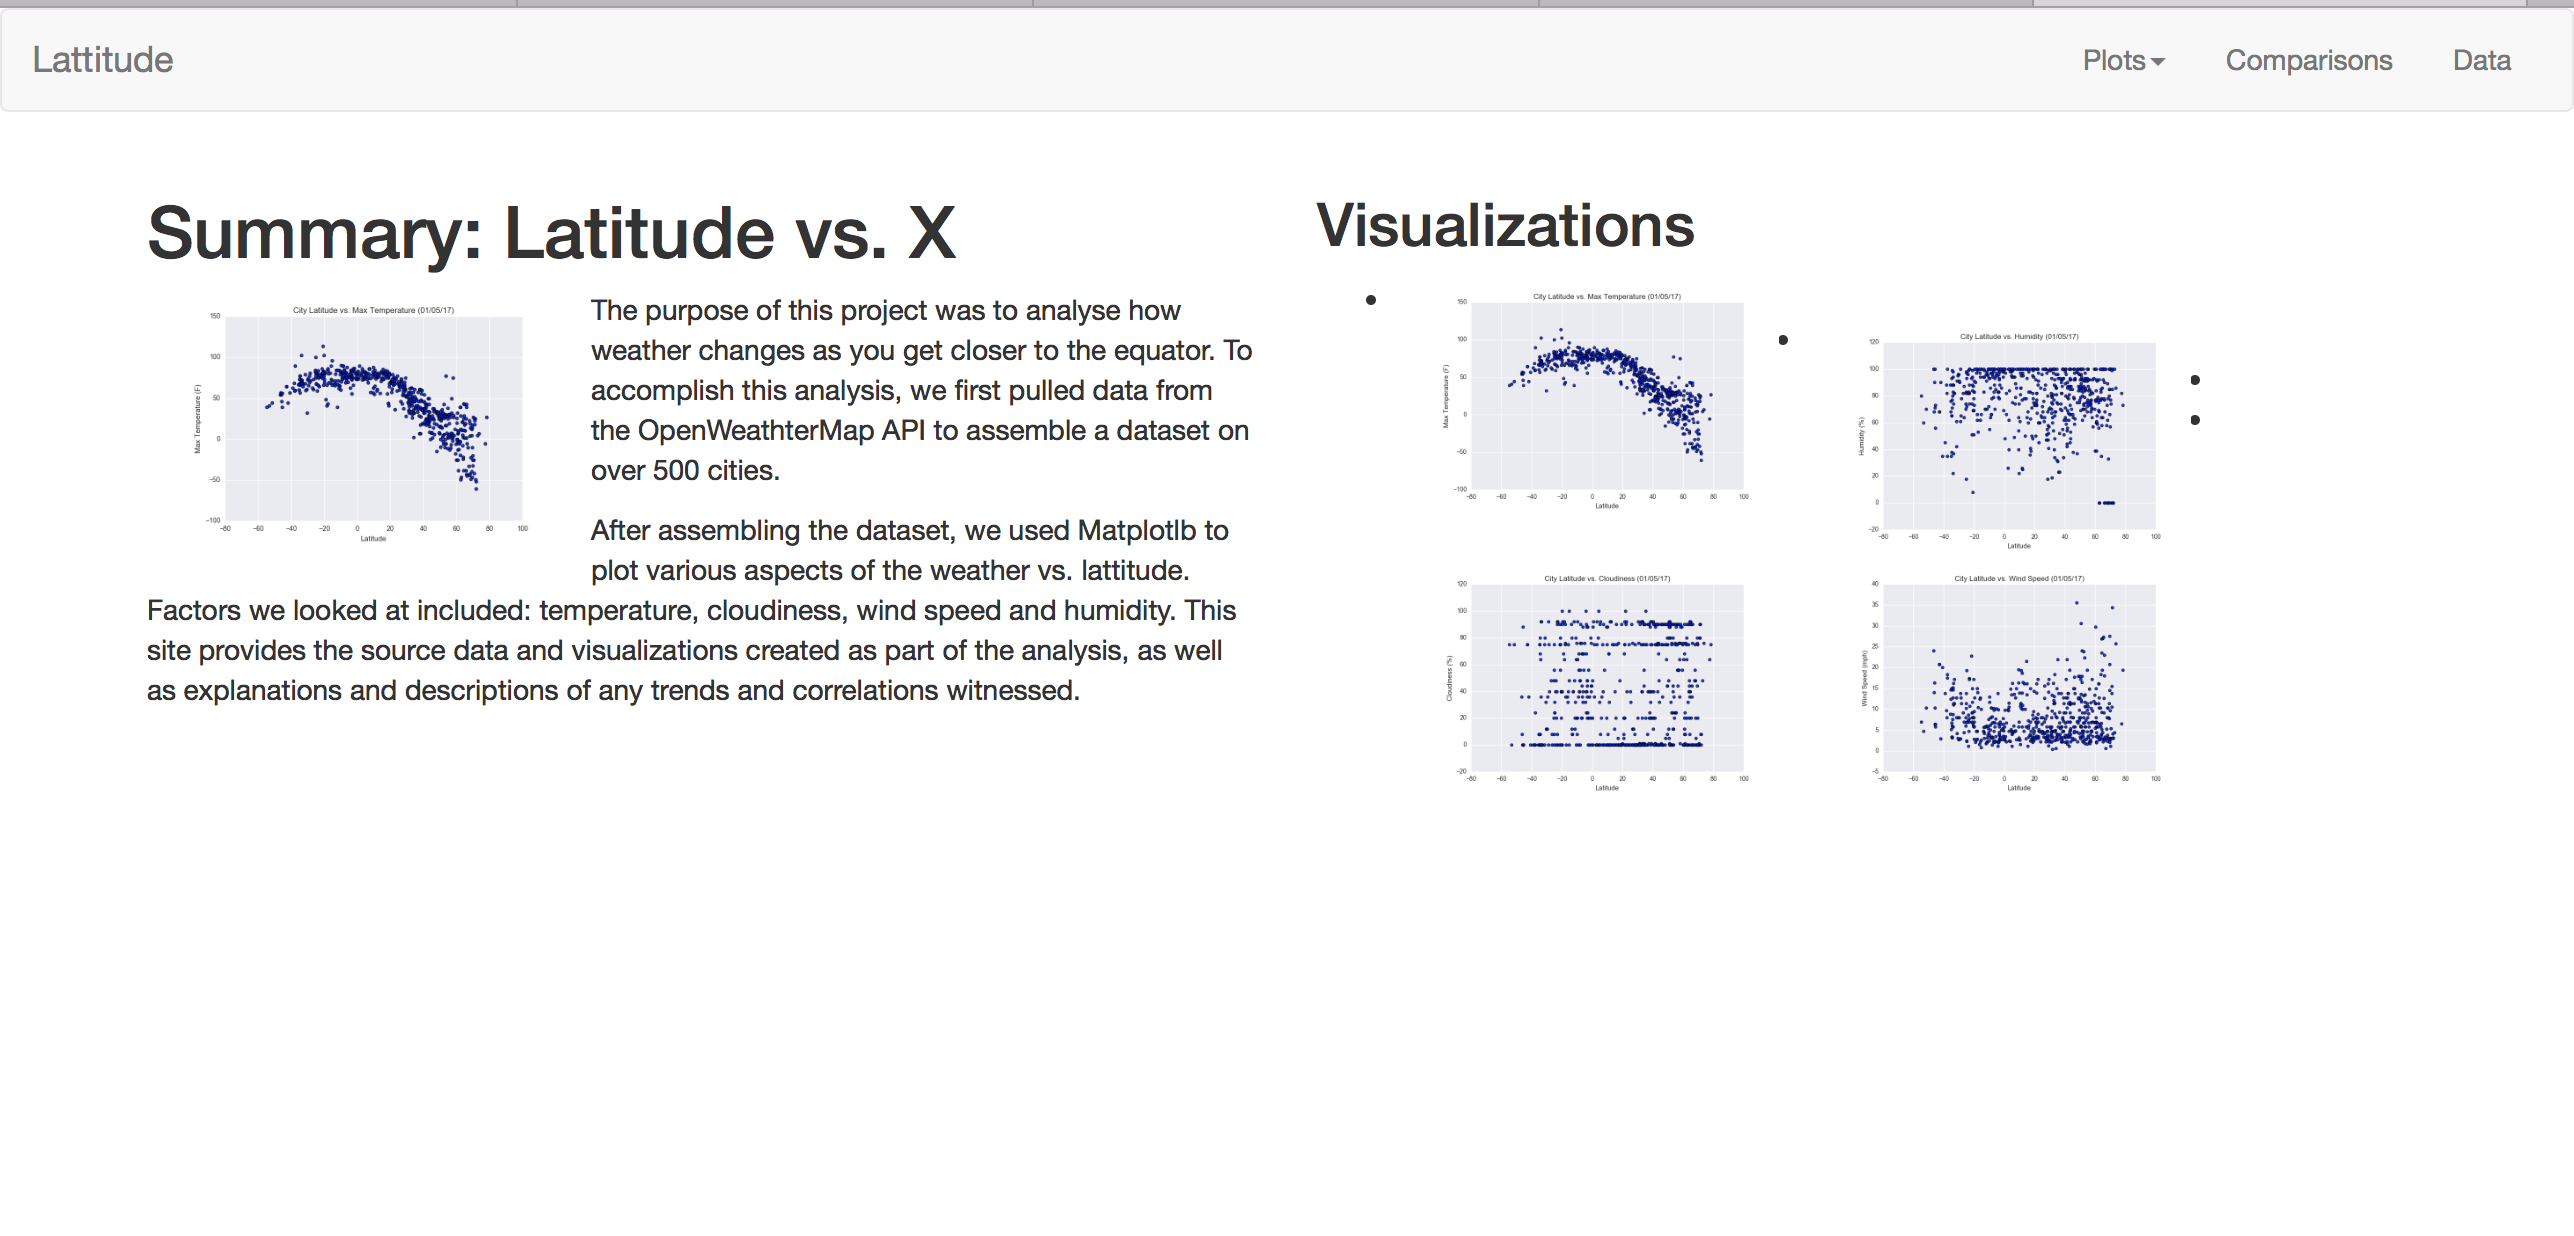 Lattitude
Plots
Comparisons
Data
Summary: Latitude vs. X
City Latitude vs. Max Temperature (01/05/17)
Max Temperature (F)
150
100
50
0
−50
−100
−80 −60 −40 −20 0 20 40 60 80 100
Latitude
The purpose of this project was to analyse how
weather changes as you get closer to the equator. To
accomplish this analysis, we first pulled data from
the OpenWeathterMap API to assemble a dataset on
over 500 cities.
After assembling the dataset, we used Matplotlb to
plot various aspects of the weather vs. lattitude.
Factors we looked at included: temperature, cloudiness, wind speed and humidity. This
site provides the source data and visualizations created as part of the analysis, as well
as explanations and descriptions of any trends and correlations witnessed.
Visualizations
City Latitude vs. Max Temperature (01/05/17)
Max Temperature (F)
150
100
50
0
−50
−100
−80 −60 −40 −20 0 20 40 60 80 100
Latitude
City Latitude vs. Humidity (01/05/17)
Humidity (%)
120
100
80
60
40
20
0
−20
−80 −60 −40 −20 0 20 40 60 80 100
Latitude
City Latitude vs. Cloudiness (01/05/17)
Cloudiness (%)
120
100
80
60
40
20
0
−20
−80 −60 −40 −20 0 20 40 60 80 100
Latitude
City Latitude vs. Wind Speed (01/05/17)
Wind Speed (mph)
40
35
30
25
20
15
10
5
0
−5
−80 −60 −40 −20 0 20 40 60 80 100
Latitude